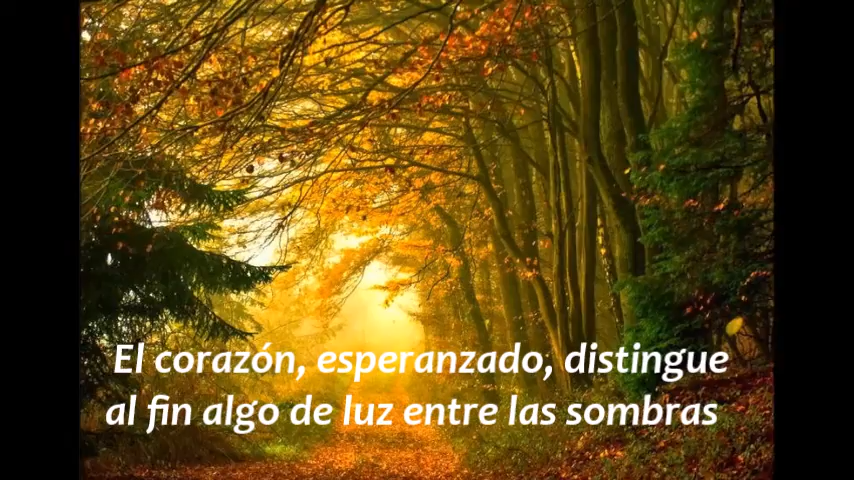 El corazón, esperanzado, distingue
al fin algo de luz entre las sombras